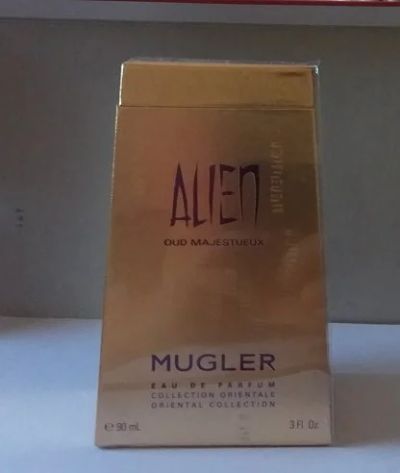 ALIEN
OUD MAJESTUEUX
MUGLER
EAU DE PARFUM
COLLECTION ORIENTALE
ORIENTAL COLLECTION
℮ 90 mL 3 Fl Oz